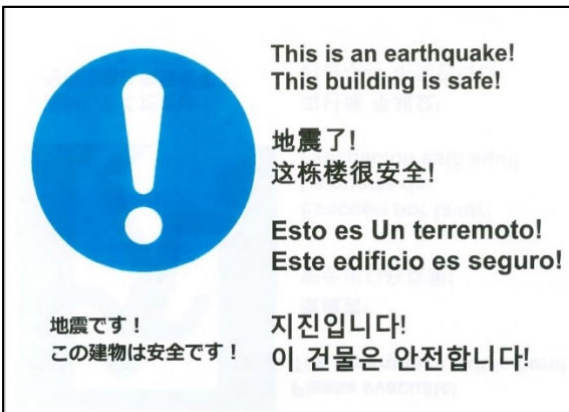 This is an earthquake!
This building is safe!
地震了!
这栋楼很安全!
Esto es Un terremoto!
Este edificio es seguro!
지진입니다!
이 건물은 안전합니다!
地震です！
この建物は安全です！